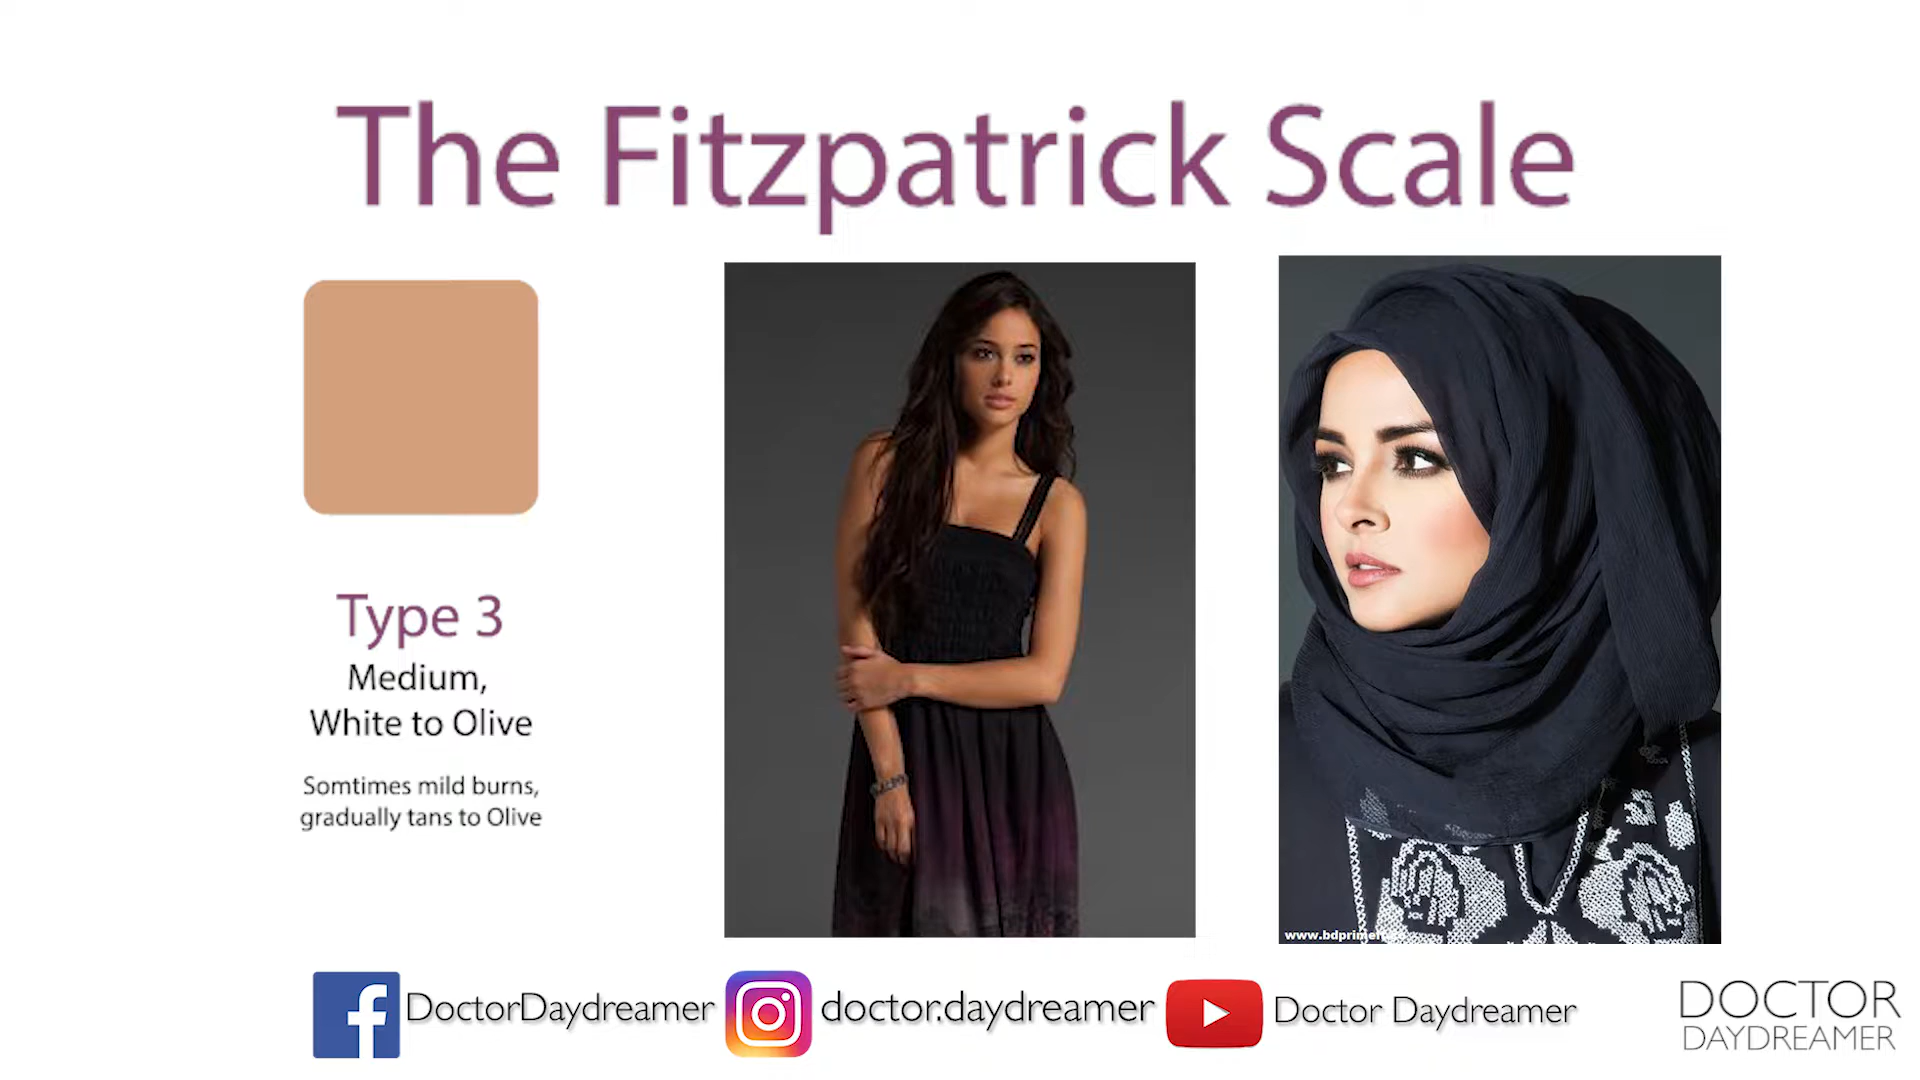 The Fitzpatrick Scale
Type 3
Medium,
White to Olive
Somtimes mild burns,
gradually tans to Olive
DoctorDaydreamer
doctor.daydreamer
Doctor Daydreamer
DOCTOR
DAYDREAMER